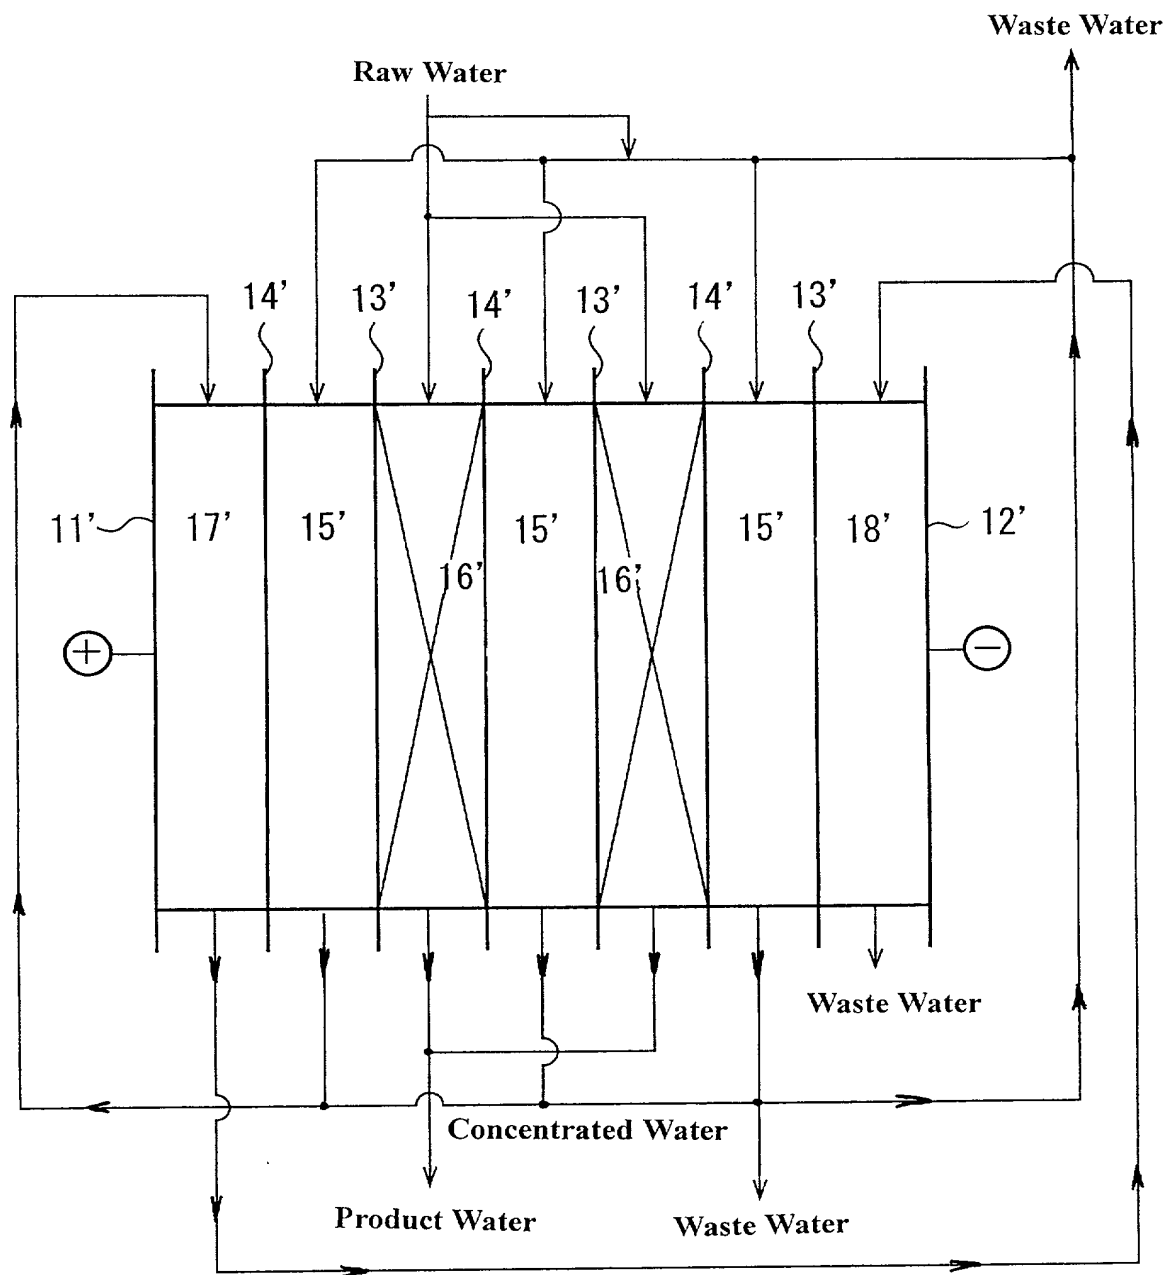 Waste Water
Raw Water
14’
13’
14’
13’
14’
13’
11’
17’
15’
16’
15’
16’
15’
18’
12’
+
−
Waste Water
Concentrated Water
Product Water
Waste Water